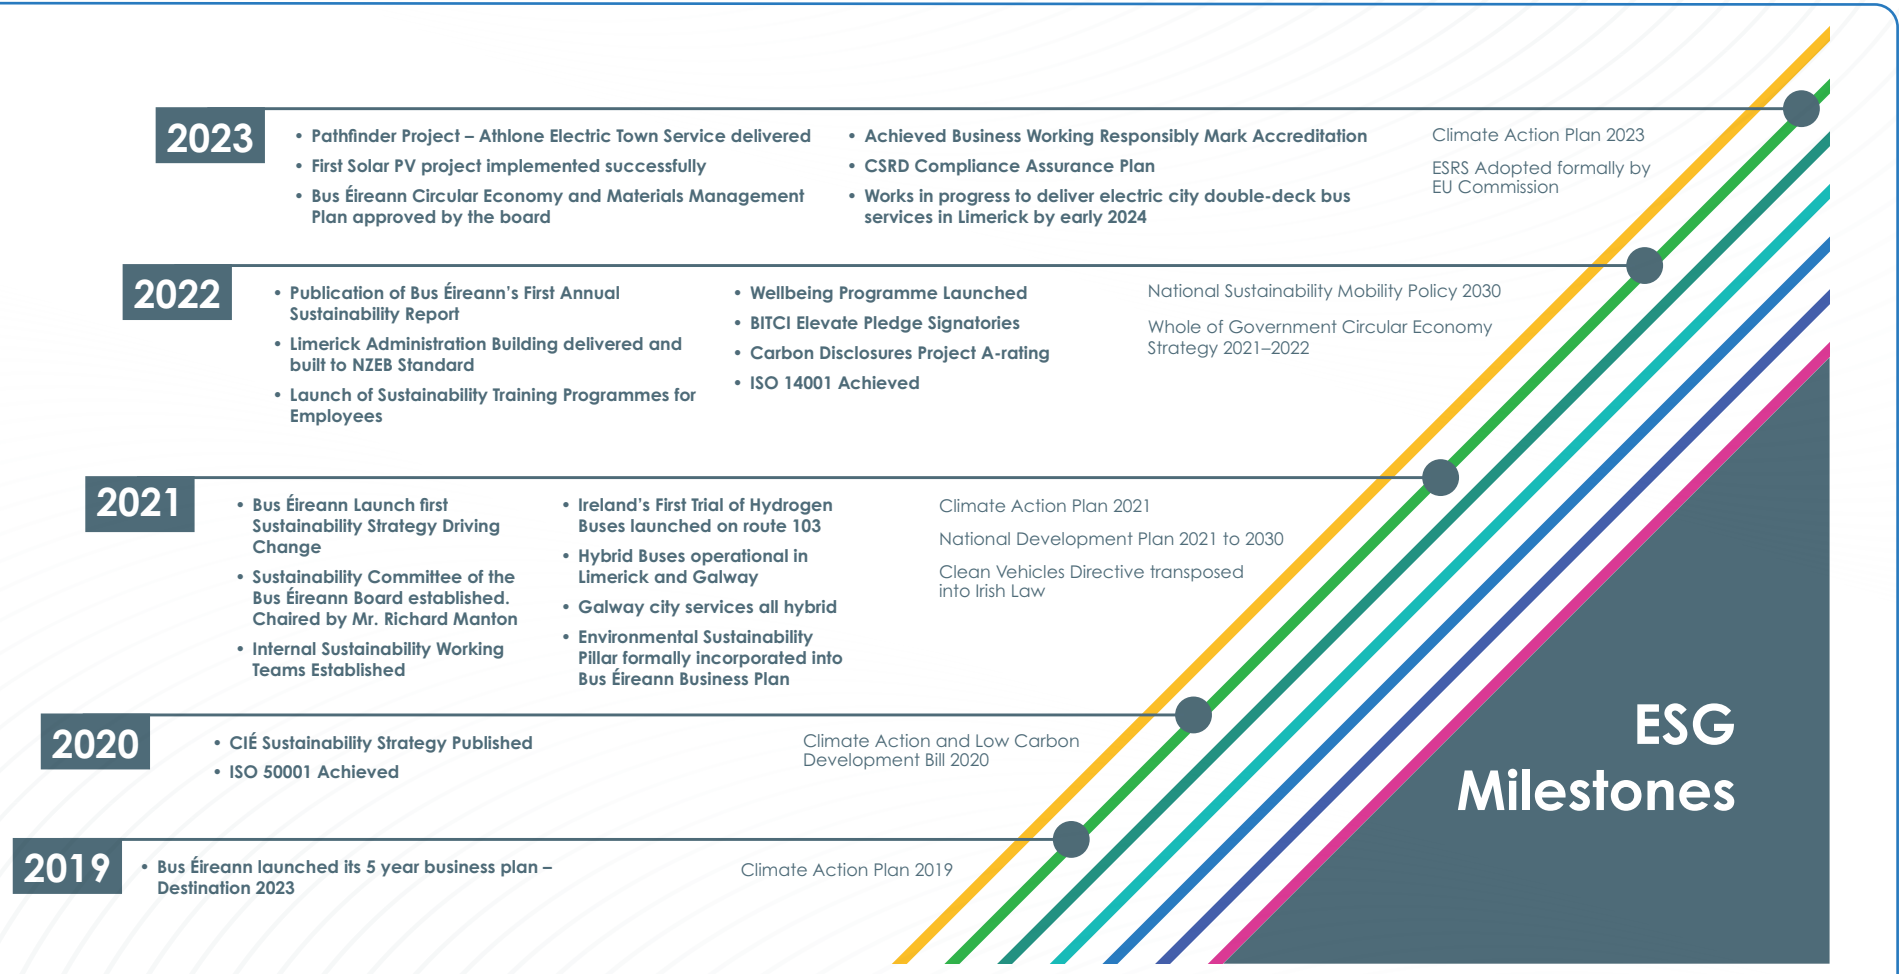 2023
• Pathfinder Project – Athlone Electric Town Service delivered
• First Solar PV project implemented successfully
• Bus Éireann Circular Economy and Materials Management
Plan approved by the board
• Achieved Business Working Responsibly Mark Accreditation
• CSRD Compliance Assurance Plan
• Works in progress to deliver electric city double-deck bus
services in Limerick by early 2024
Climate Action Plan 2023
ESRS Adopted formally by
EU Commission
2022
• Publication of Bus Éireann’s First Annual
Sustainability Report
• Limerick Administration Building delivered and
built to NZEB Standard
• Launch of Sustainability Training Programmes for
Employees
• Wellbeing Programme Launched
• BITCI Elevate Pledge Signatories
• Carbon Disclosures Project A-rating
• ISO 14001 Achieved
National Sustainability Mobility Policy 2030
Whole of Government Circular Economy
Strategy 2021–2022
2021
• Bus Éireann Launch first
Sustainability Strategy Driving
Change
• Sustainability Committee of the
Bus Éireann Board established.
Chaired by Mr. Richard Manton
• Internal Sustainability Working
Teams Established
• Ireland’s First Trial of Hydrogen
Buses launched on route 103
• Hybrid Buses operational in
Limerick and Galway
• Galway city services all hybrid
• Environmental Sustainability
Pillar formally incorporated into
Bus Éireann Business Plan
Climate Action Plan 2021
National Development Plan 2021 to 2030
Clean Vehicles Directive transposed
into Irish Law
2020
• CIÉ Sustainability Strategy Published
• ISO 50001 Achieved
Climate Action and Low Carbon
Development Bill 2020
2019
• Bus Éireann launched its 5 year business plan –
Destination 2023
Climate Action Plan 2019
ESG
Milestones